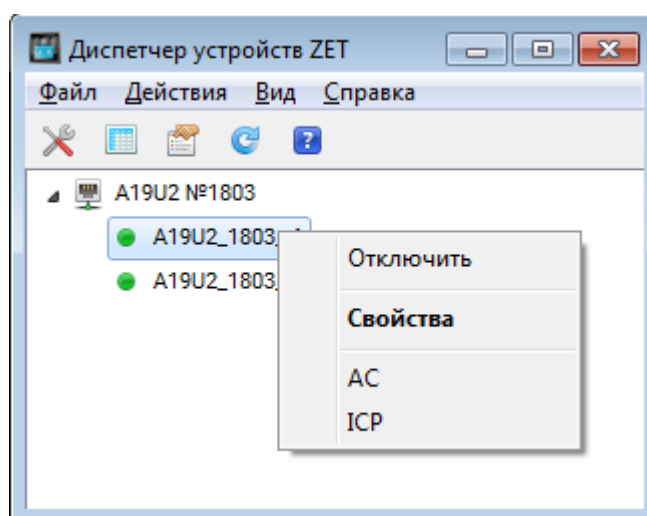 Диспетчер устройств ZET
Файл Действия Вид Справка
A19U2 №1803
A19U2_1803_
A19U2_1803_
Отключить
Свойства
AC
ICP